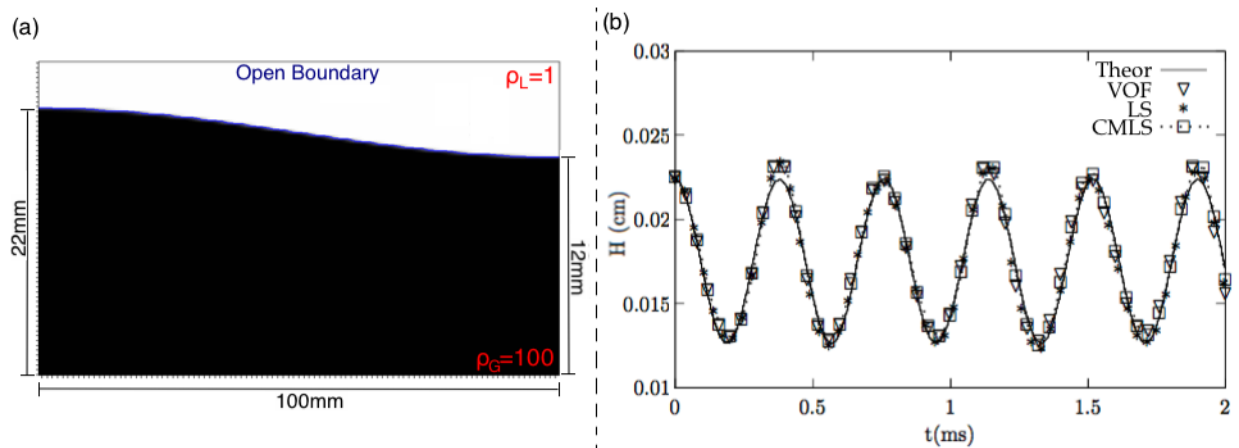 (a)
Open Boundary
ρL=1
22mm
12mm
ρG=100
100mm
(b)
0.03
0.025
0.02
0.015
0.01
H (cm)
Theor
VOF
LS
CMLS
0
0.5
1
1.5
2
t(ms)